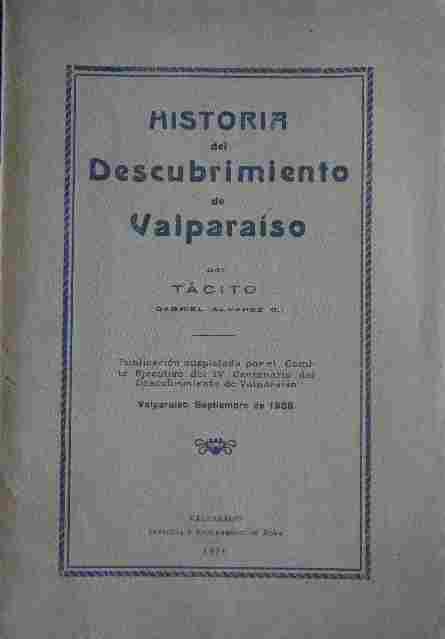 HISTORIA
del
Descubrimiento
de
Valparaíso
por
TÁCITO
(GABRIEL ALVAREZ G.)
Publicación auspiciada por el Comi-
té Ejecutivo del IV Centenario del
Descubrimiento de Valparaíso
Valparaíso, Septiembre de 1936
VALPARAISO
1936